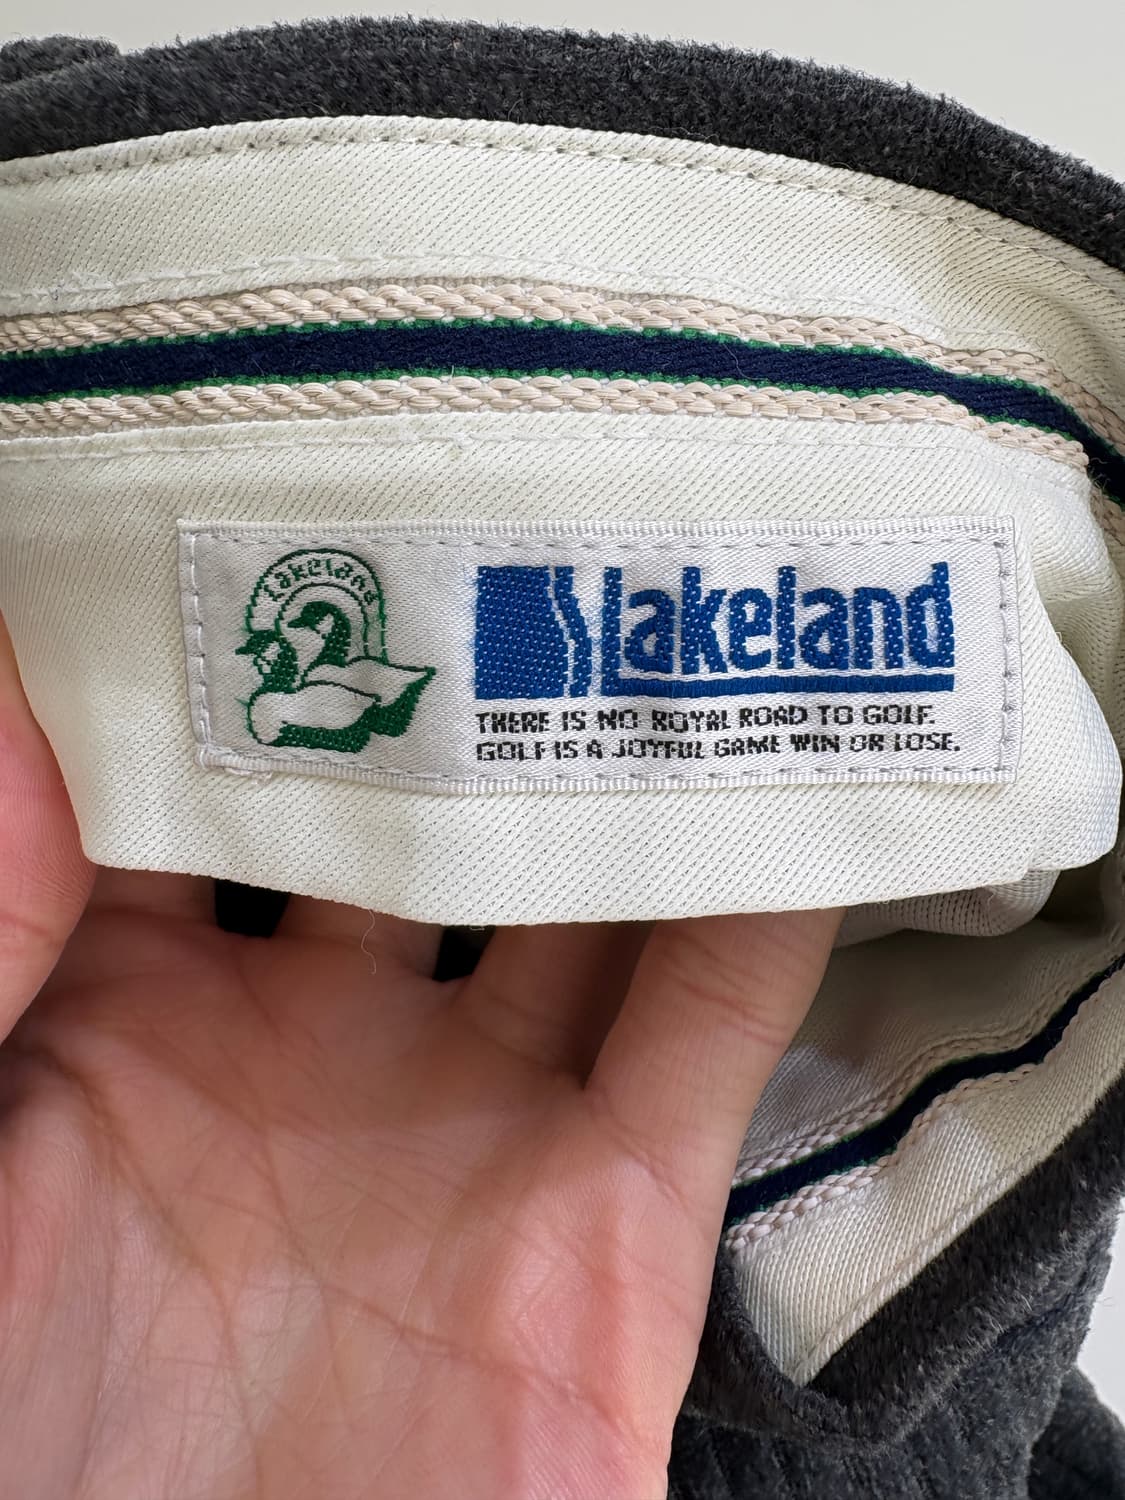 Lakeland
Lakeland
THERE IS NO ROYAL ROAD TO GOLF.
GOLF IS A JOYFUL GAME WIN OR LOSE.